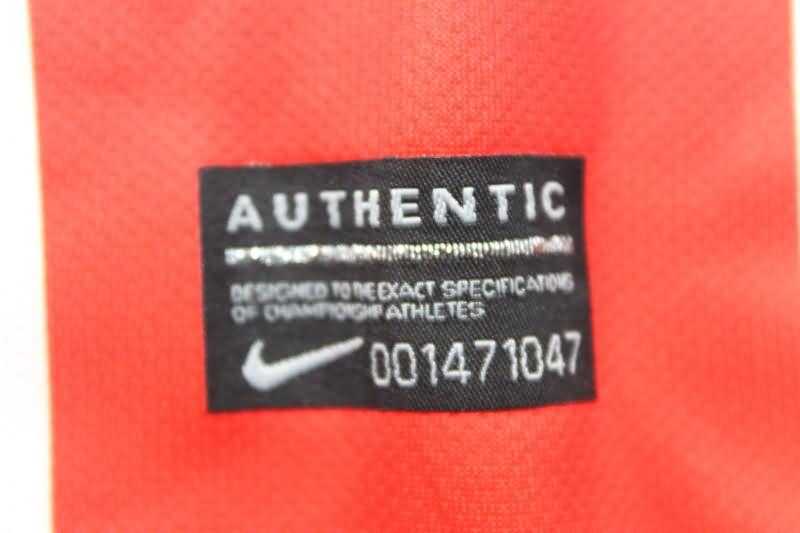 AUTHENTIC
DESIGNED TO THE EXACT SPECIFICATIONS
OF CHAMPIONSHIP ATHLETES
001471047